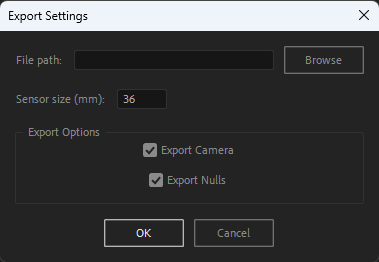 Export Settings
File path:
Browse
Sensor size (mm): 36
Export Options
Export Camera
Export Nulls
OK
Cancel